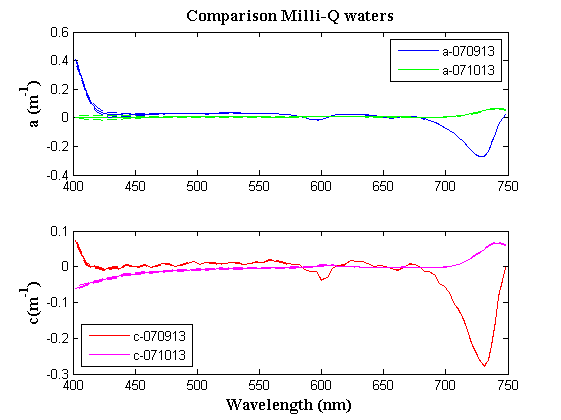 Comparison Milli-Q waters
0.6
0.4
0.2
0
-0.2
-0.4
a (m-1)
a-070913
a-071013
400 450 500 550 600 650 700 750
0.1
0
-0.1
-0.2
-0.3
c(m-1)
c-070913
c-071013
400 450 500 550 600 650 700 750
Wavelength (nm)